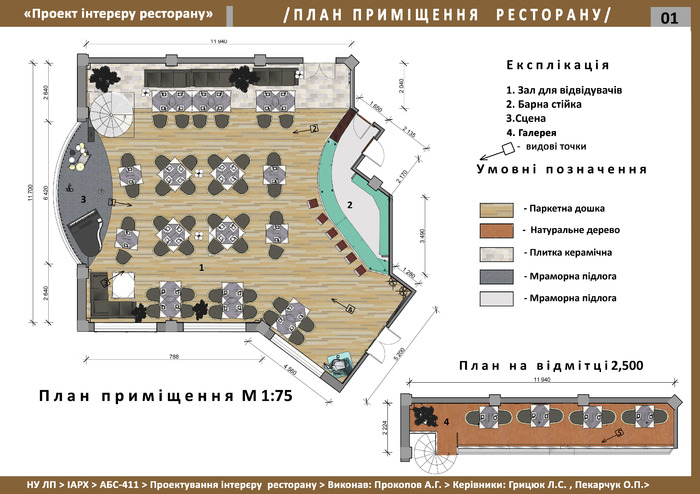 «Проект інтерєру ресторану»
/ПЛАН ПРИМІЩЕННЯ РЕСТОРАНУ/
01
11 940
2 640
6 420
11 700
2 640
2 040
1 650
2 135
2 170
3 490
1 280
5 200
4 950
788
1
2
3
Експлікація
1. Зал для відвідувачів
2. Барна стійка
3.Сцена
4. Галерея
- видові точки
Умовні позначення
- Паркетна дошка
- Натуральне дерево
- Плитка керамічна
- Мраморна підлога
- Мраморна підлога
План на відмітці 2,500
11 940
2 224
4
План приміщення М 1:75
НУ ЛП > ІАРХ > АБС-411 > Проектування інтерєру ресторану > Виконав: Прокопов А.Г. > Керівники: Грицюк Л.С. , Пекарчук О.П.>